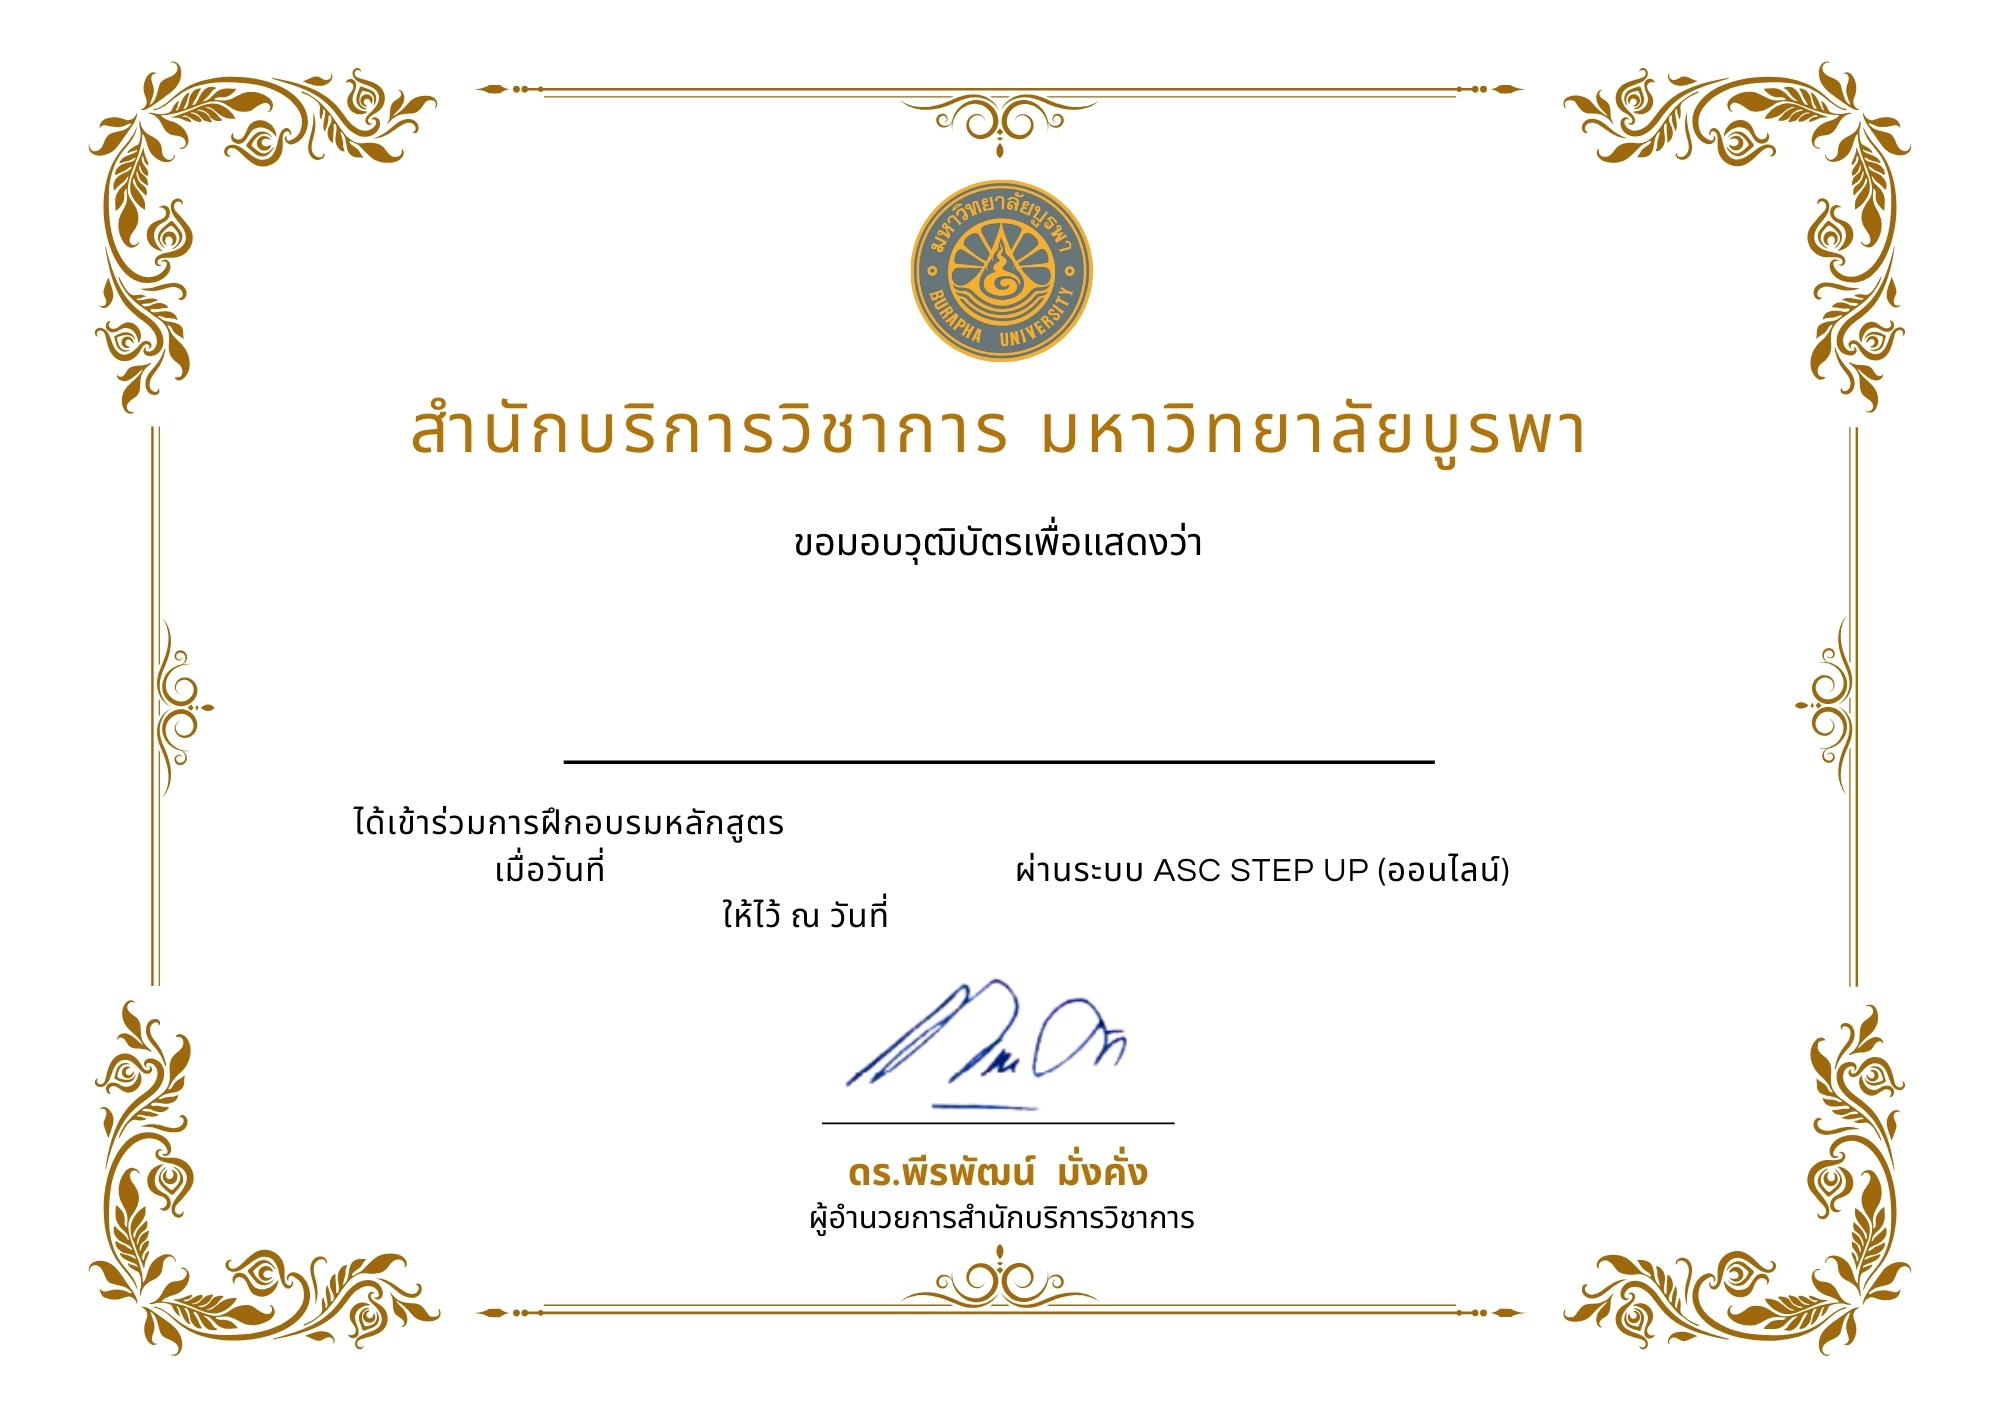 มหาวิทยาลัยบูรพา
BURAPHA UNIVERSITY
สำนักบริการวิชาการ มหาวิทยาลัยบูรพา
ขอมอบวุฒิบัตรเพื่อแสดงว่า
ได้เข้าร่วมการฝึกอบรมหลักสูตร
เมื่อวันที่ ผ่านระบบ ASC STEP UP (ออนไลน์)
ให้ไว้ ณ วันที่
ดร.พีรพัฒน์ มั่งคั่ง
ผู้อำนวยการสำนักบริการวิชาการ